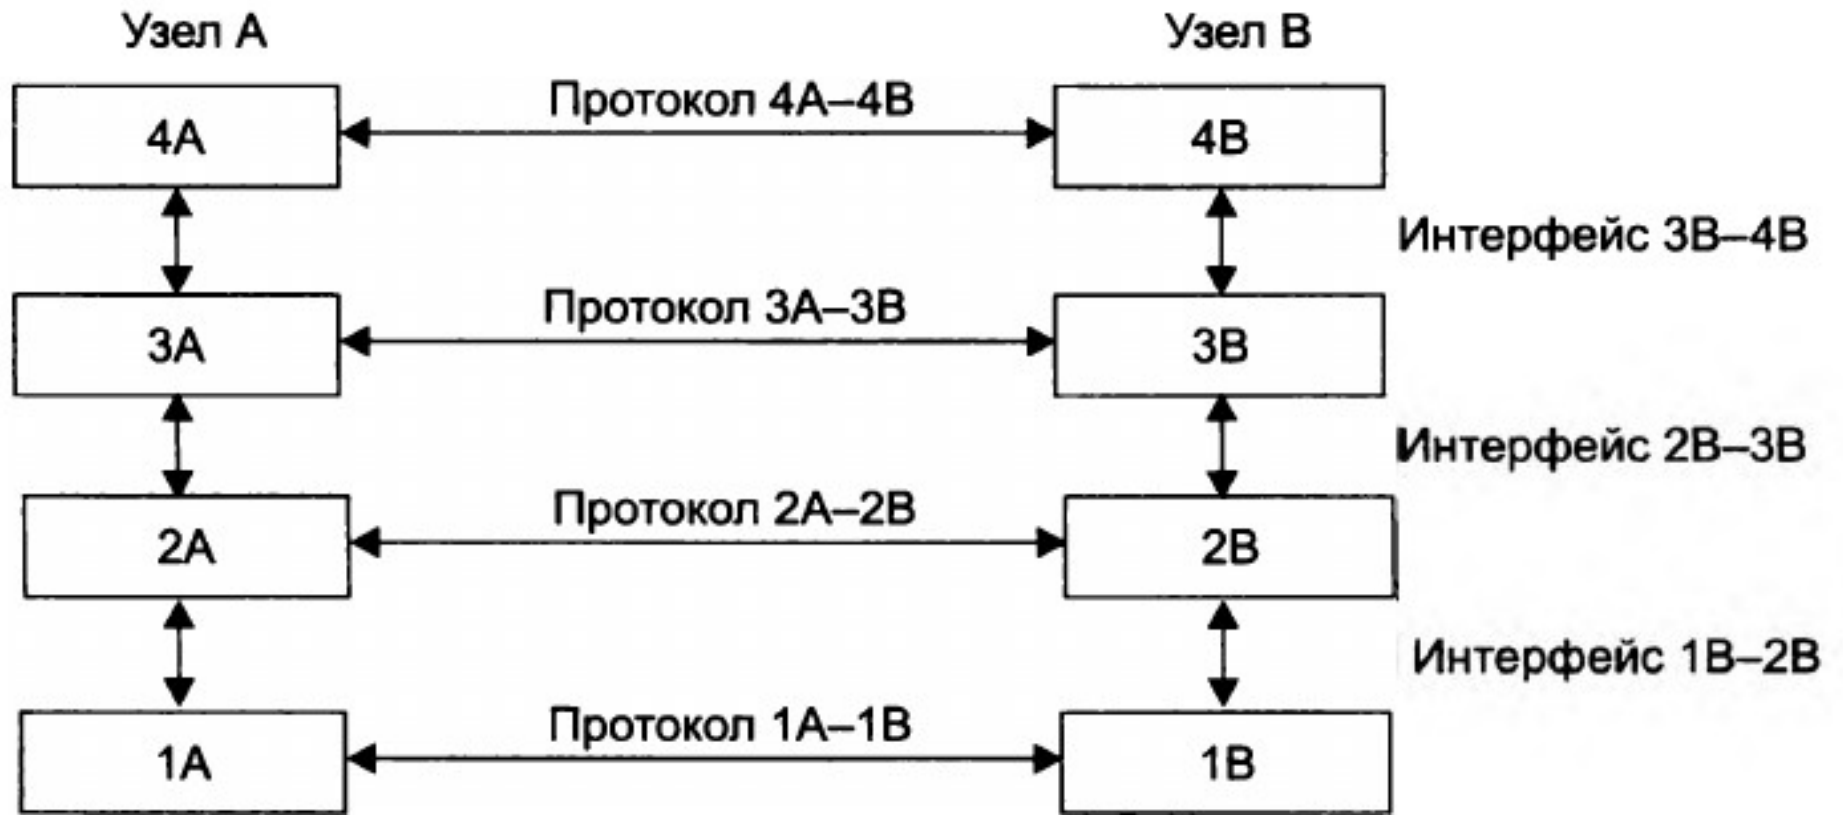 Узел А
Узел В
Протокол 4А–4В
4А
4В
Интерфейс 3В–4В
Протокол 3А–3В
3А
3В
Интерфейс 2В–3В
Протокол 2А–2В
2А
2В
Интерфейс 1В–2В
Протокол 1А–1В
1А
1В